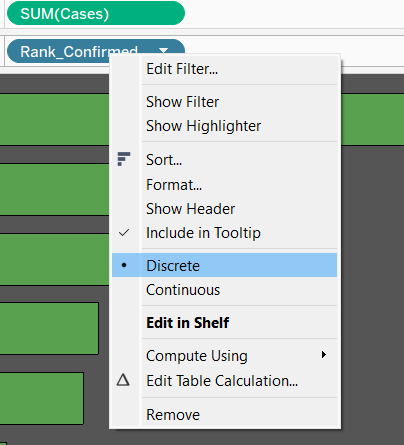 SUM(Cases)
Rank_Confirmed
Edit Filter...
Show Filter
Show Highlighter
Sort...
Format...
Show Header
Include in Tooltip
Discrete
Continuous
Edit in Shelf
Compute Using
Edit Table Calculation...
Remove